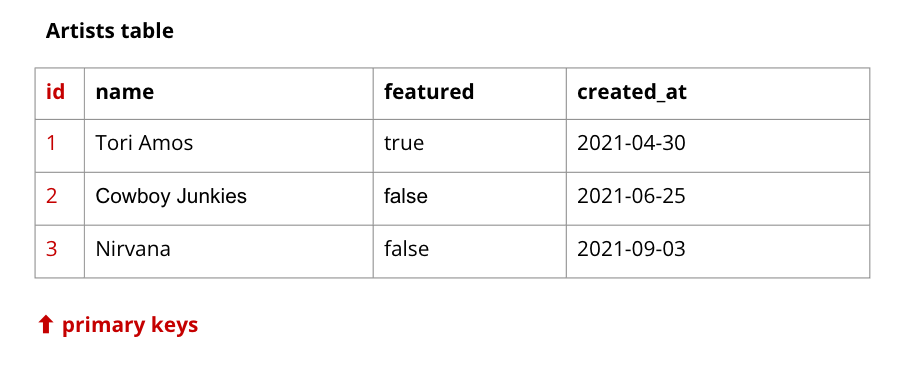 Artists table
id name featured created_at
1 Tori Amos true 2021-04-30
2 Cowboy Junkies false 2021-06-25
3 Nirvana false 2021-09-03
⬆ primary keys